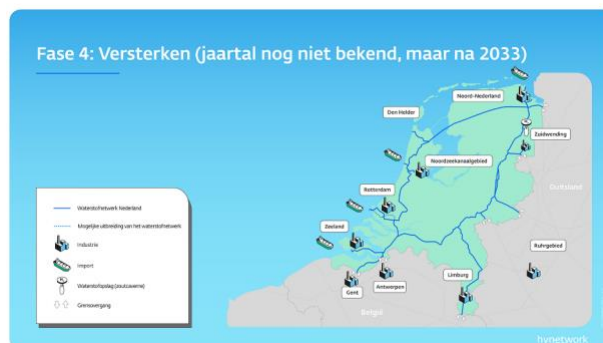 Fase 4: Versterken (jaartal nog niet bekend, maar na 2033)
Noord-Nederland
Den Helder
Zuidwending
Noordzeekanaalgebied
Duitsland
Rotterdam
Zeeland
Ruhrgebied
Limburg
Gent
Antwerpen
België
Waterstofnetwerk Nederland
Mogelijke uitbreiding van het waterstofnetwerk
Industrie
Import
Waterstofopslag (zoutcaverne)
Grensovergang
hynetwork